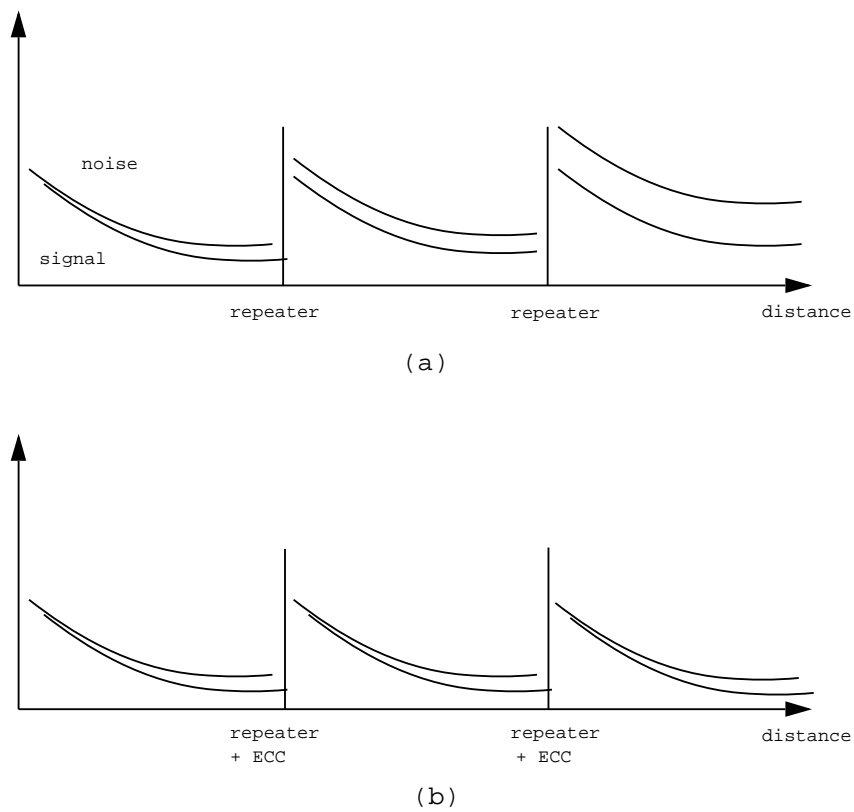 noise
signal
repeater repeater distance
(a)
repeater repeater distance
+ ECC + ECC
(b)